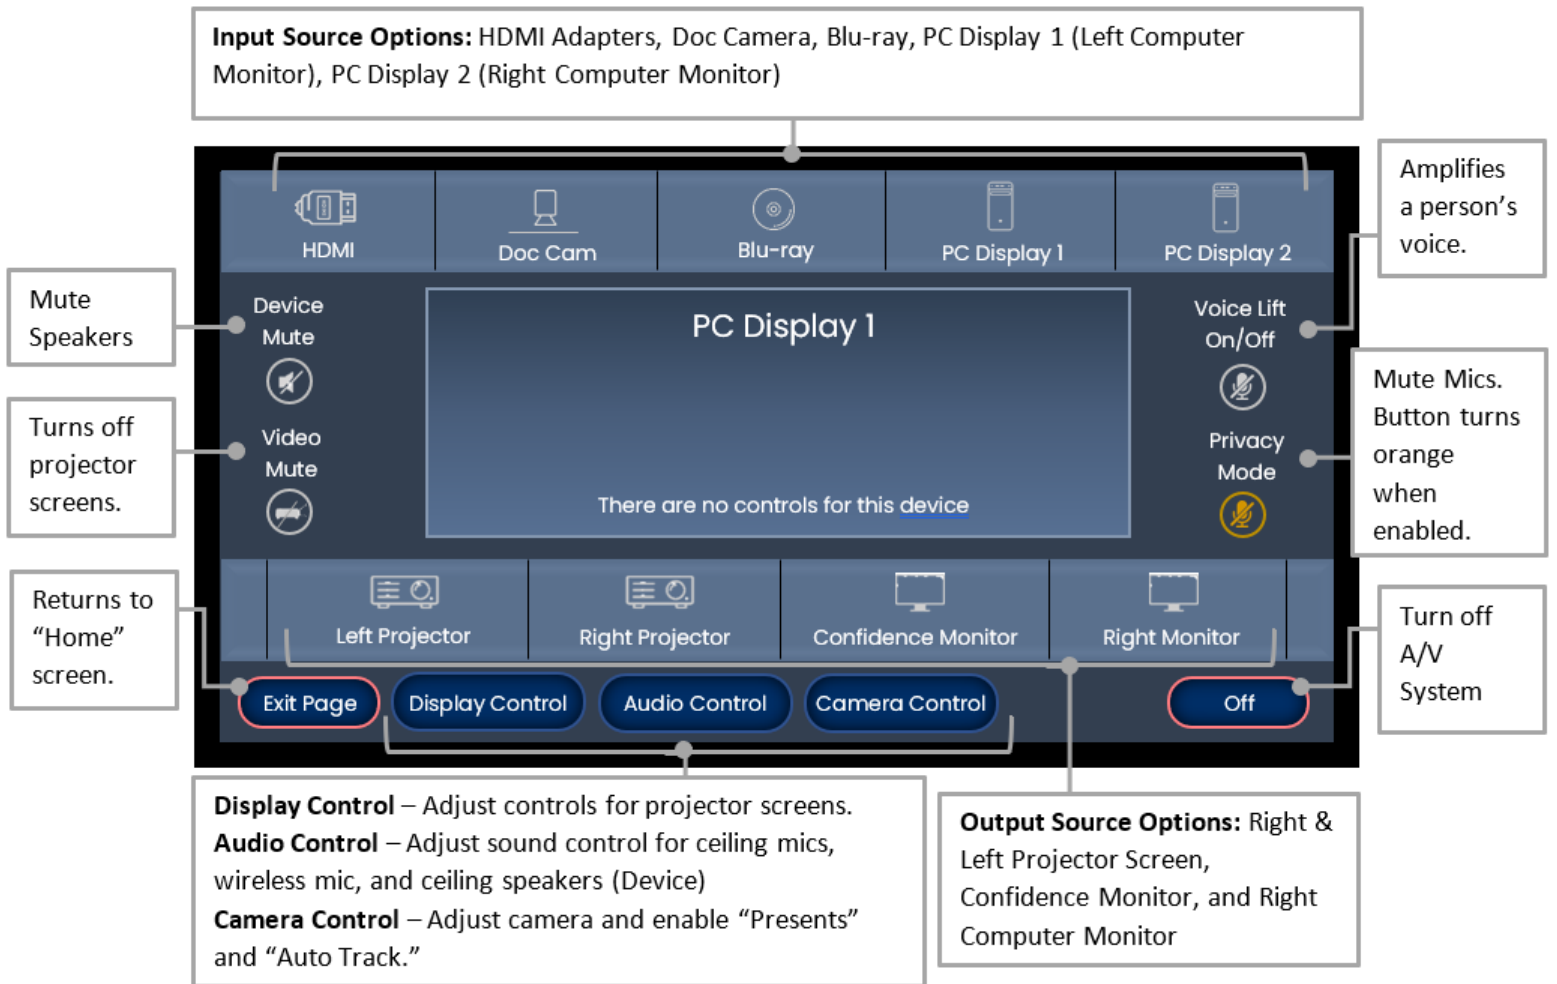 Input Source Options: HDMI Adapters, Doc Camera, Blu-ray, PC Display 1 (Left Computer
Monitor), PC Display 2 (Right Computer Monitor)
HDMI
Doc Cam
Blu-ray
PC Display 1
PC Display 2
Amplifies
a person’s
voice.
Mute
Speakers
Device
Mute
PC Display 1
Voice Lift
On/Off
Mute Mics.
Button turns
orange
when
enabled.
Turns off
projector
screens.
Video
Mute
There are no controls for this device
Privacy
Mode
Returns to
“Home”
screen.
Left Projector
Right Projector
Confidence Monitor
Right Monitor
Turn off
A/V
System
Exit Page
Display Control
Audio Control
Camera Control
Off
Display Control – Adjust controls for projector screens.
Audio Control – Adjust sound control for ceiling mics,
wireless mic, and ceiling speakers (Device)
Camera Control – Adjust camera and enable “Presents”
and “Auto Track.”
Output Source Options: Right &
Left Projector Screen,
Confidence Monitor, and Right
Computer Monitor